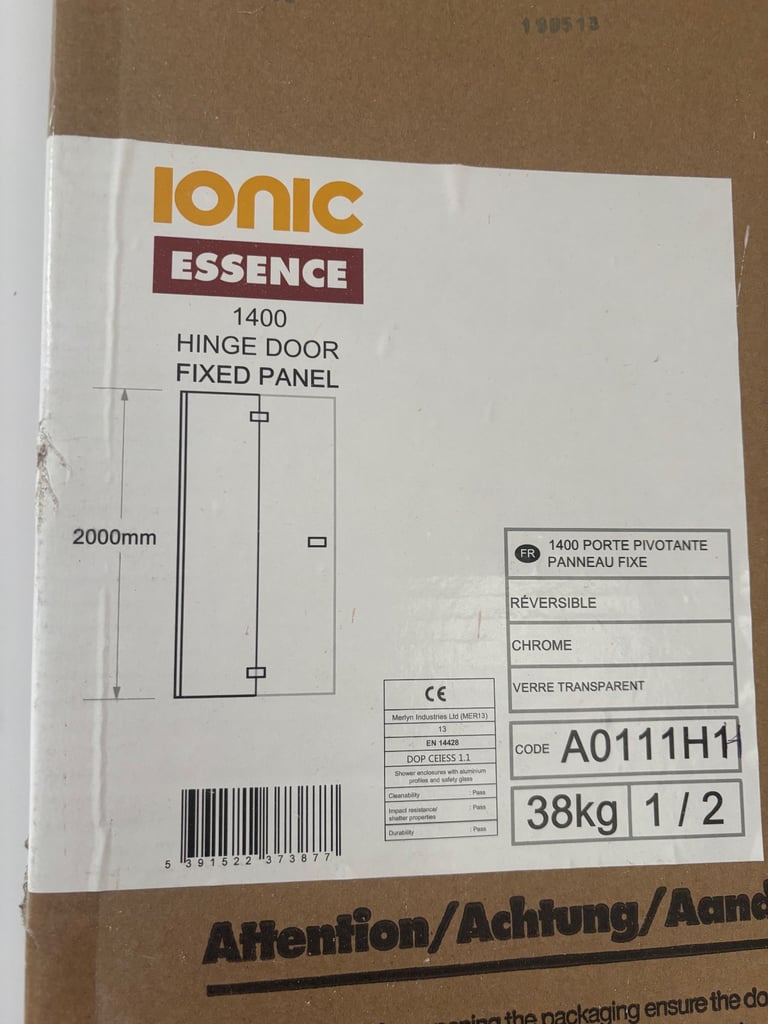 190513
IONIC
ESSENCE
1400
HINGE DOOR
FIXED PANEL
2000mm
FR 1400 PORTE PIVOTANTE
PANNEAU FIXE
RÉVERSIBLE
CHROME
VERRE TRANSPARENT
CE
Merlyn Industries Ltd (MER13)
13
EN 14428
DOP CEIESS 1.1
Shower enclosures with aluminium
profiles and safety glass
Cleanability : Pass
Impact resistance/
shatter properties : Pass
Durability : Pass
CODE A0111H1
38kg 1 / 2
5 391522 373877
Attention/Achtung/Aand
the packaging ensure the do